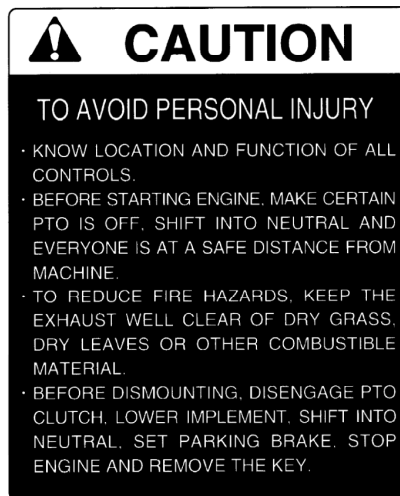 CAUTION
TO AVOID PERSONAL INJURY
· KNOW LOCATION AND FUNCTION OF ALL
CONTROLS.
· BEFORE STARTING ENGINE, MAKE CERTAIN
PTO IS OFF, SHIFT INTO NEUTRAL AND
EVERYONE IS AT A SAFE DISTANCE FROM
MACHINE.
· TO REDUCE FIRE HAZARDS, KEEP THE
EXHAUST WELL CLEAR OF DRY GRASS,
DRY LEAVES OR OTHER COMBUSTIBLE
MATERIAL.
· BEFORE DISMOUNTING, DISENGAGE PTO
CLUTCH, LOWER IMPLEMENT, SHIFT INTO
NEUTRAL, SET PARKING BRAKE, STOP
ENGINE AND REMOVE THE KEY.